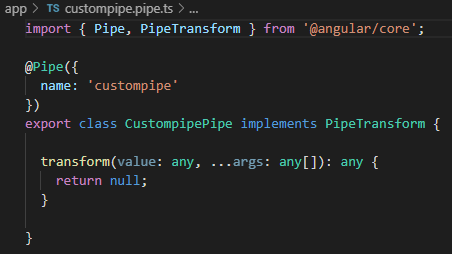 app > TS custompipe.pipe.ts > ...
import { Pipe, PipeTransform } from '@angular/core';
@Pipe({
  name: 'custompipe'
})
export class CustompipePipe implements PipeTransform {
  transform(value: any, ...args: any[]): any {
    return null;
  }
}